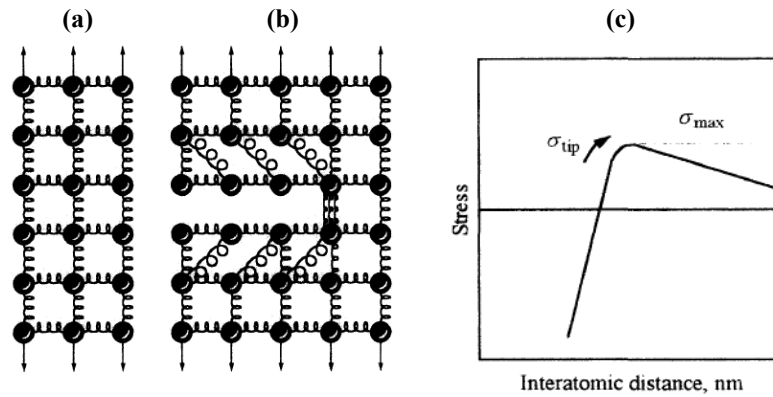 (a)
(b)
(c)
σmax
σtip
Stress
Interatomic distance, nm